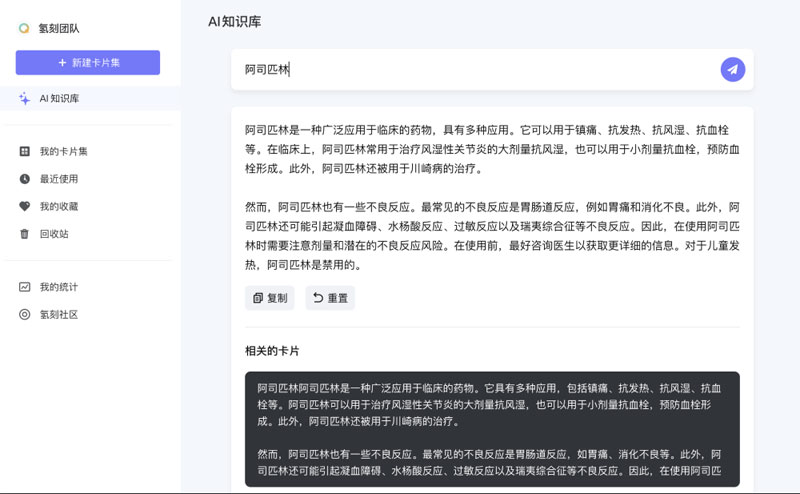 氢刻团队
+ 新建卡片集
AI 知识库
我的卡片集
最近使用
我的收藏
回收站
我的统计
氢刻社区
AI知识库
阿司匹林
阿司匹林是一种广泛应用于临床的药物，具有多种应用。它可以用于镇痛、抗发热、抗风湿、抗血栓
等。在临床上，阿司匹林常用于治疗风湿性关节炎的大剂量抗风湿，也可以用于小剂量抗血栓，预防血
栓形成。此外，阿司匹林还被用于川崎病的治疗。
然而，阿司匹林也有一些不良反应。最常见的不良反应是胃肠道反应，例如胃痛和消化不良。此外，阿
司匹林还可能引起凝血障碍、水杨酸反应、过敏反应以及瑞夷综合征等不良反应。因此，在使用阿司匹
林时需要注意剂量和潜在的不良反应风险。在使用前，最好咨询医生以获取更详细的信息。对于儿童发
热，阿司匹林是禁用的。
复制
重置
相关的卡片
阿司匹林阿司匹林是一种广泛应用于临床的药物。它具有多种应用，包括镇痛、抗发热、抗风湿、抗血
栓等。阿司匹林可以用于治疗风湿性关节炎的大剂量抗风湿，也可以用于小剂量抗血栓，预防血栓形
成。此外，阿司匹林还被用于川崎病的治疗。
然而，阿司匹林也有一些不良反应。最常见的不良反应是胃肠道反应，如胃痛、消化不良等。此外，阿
司匹林还可能引起凝血障碍、水杨酸反应、过敏反应以及瑞夷综合征等不良反应。因此，在使用阿司匹